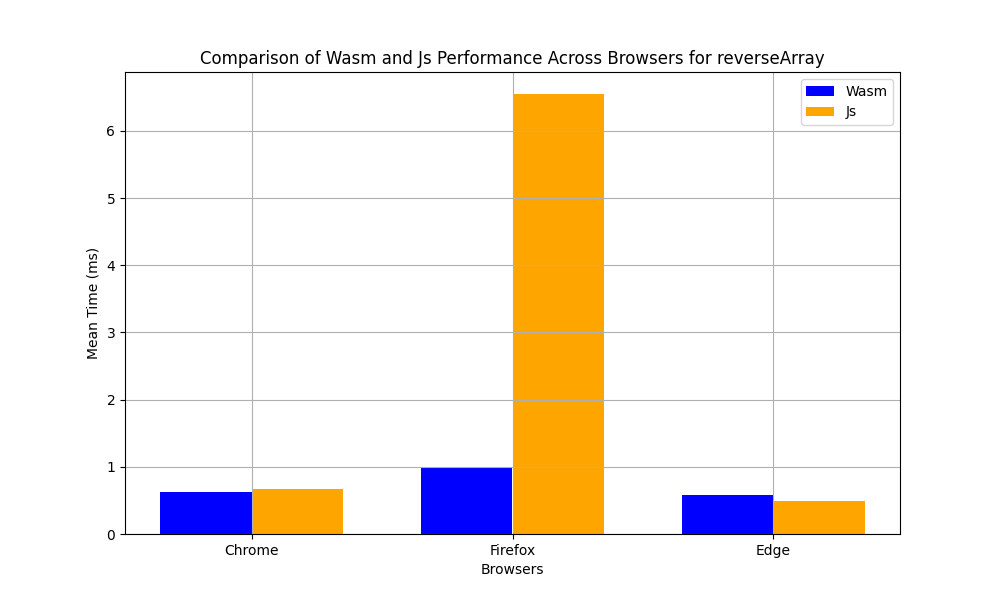 Comparison of Wasm and Js Performance Across Browsers for reverseArray
Wasm
Js
Mean Time (ms)
6
5
4
3
2
1
0
Chrome
Firefox
Edge
Browsers